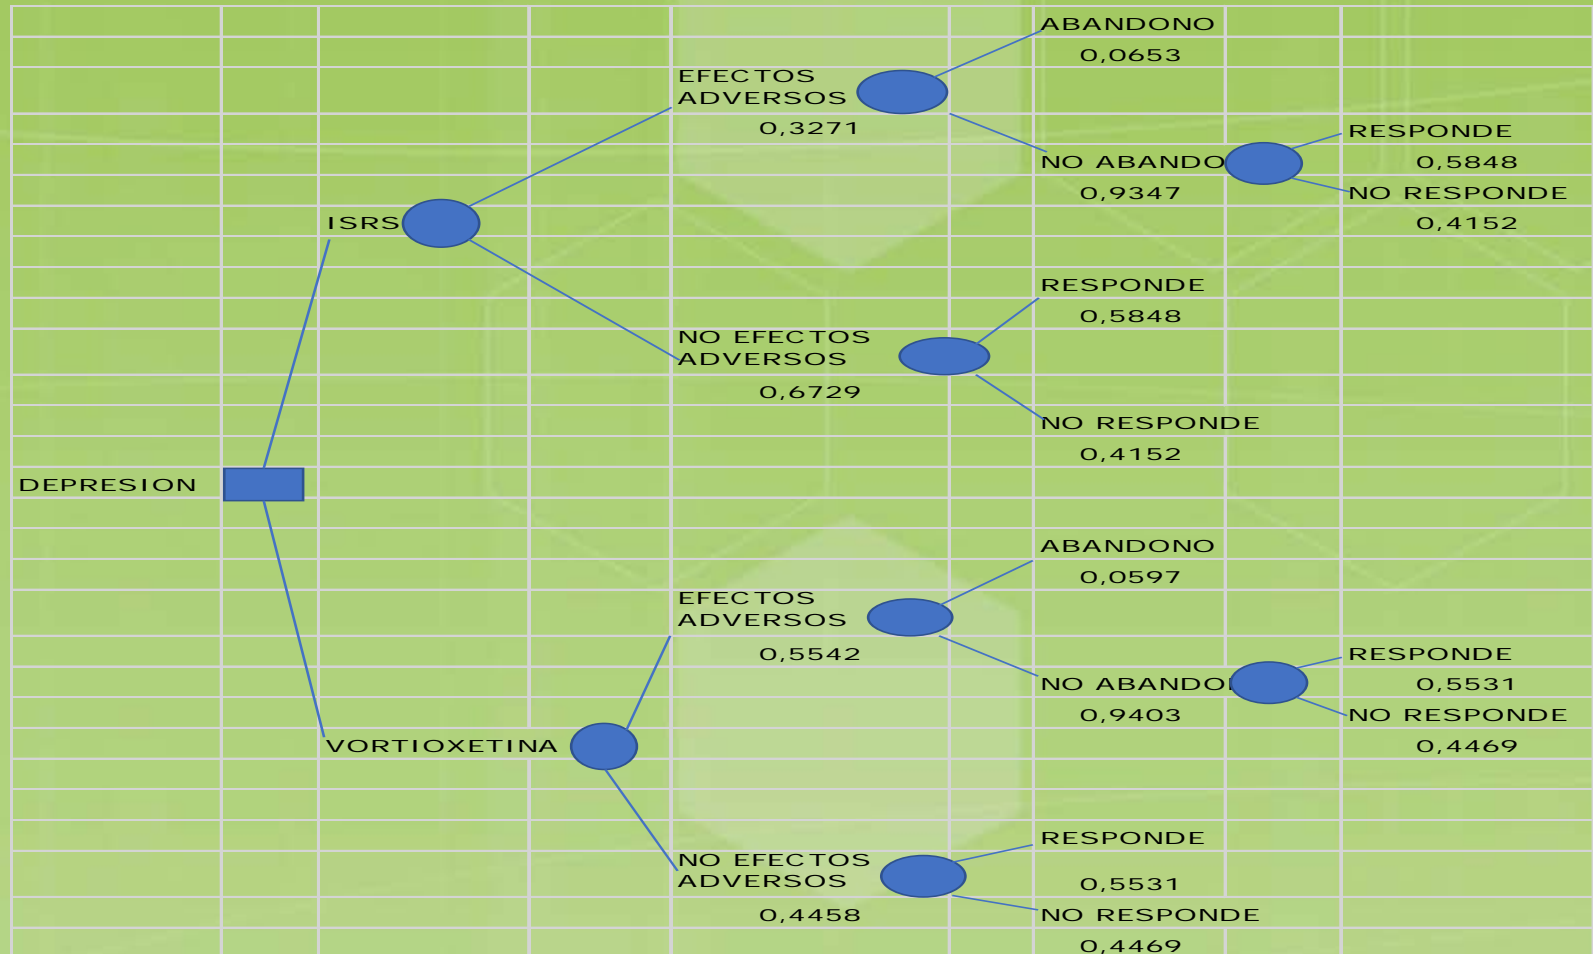 ABANDONO
0,0653
EFECTOS
ADVERSOS
0,3271
RESPONDE
NO ABANDO
0,5848
0,9347
NO RESPONDE
ISRS
0,4152
RESPONDE
0,5848
NO EFECTOS
ADVERSOS
0,6729
NO RESPONDE
0,4152
DEPRESION
ABANDONO
0,0597
EFECTOS
ADVERSOS
0,5542
RESPONDE
NO ABANDO
0,5531
0,9403
NO RESPONDE
VORTIOXETINA
0,4469
RESPONDE
NO EFECTOS
ADVERSOS
0,5531
0,4458
NO RESPONDE
0,4469